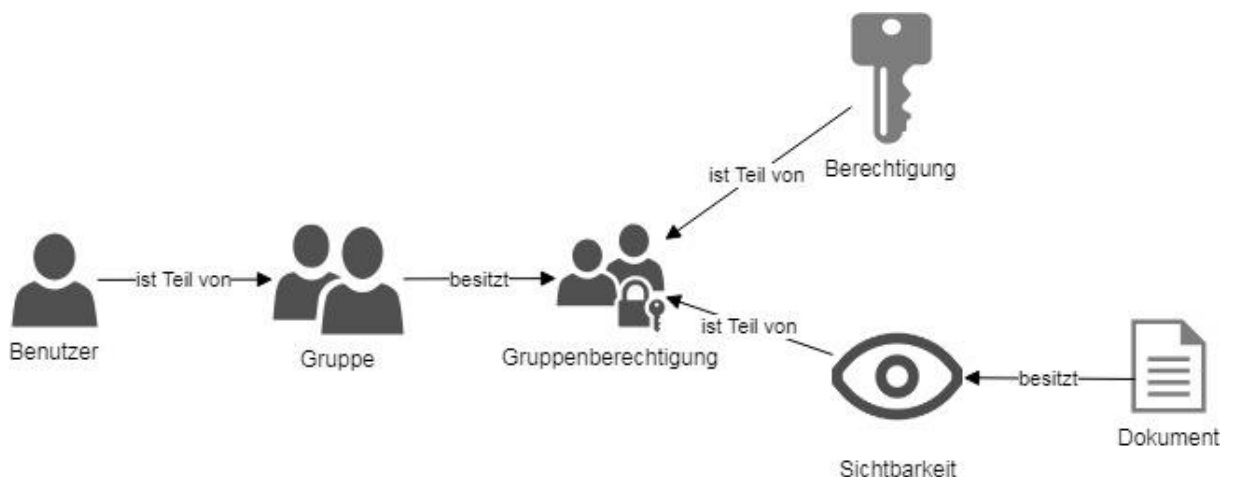 Berechtigung
ist Teil von
ist Teil von
besitzt
Benutzer
Gruppe
Gruppenberechtigung
ist Teil von
besitzt
Dokument
Sichtbarkeit